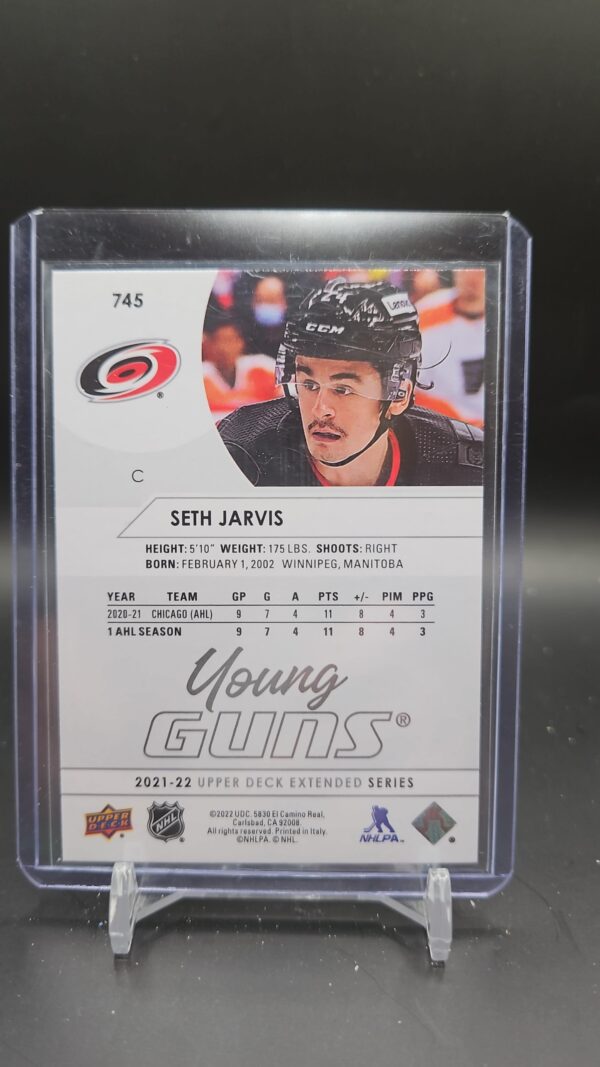 745
24
Lenovo
CCM
®
C
SETH JARVIS
HEIGHT: 5'10" WEIGHT: 175 LBS. SHOOTS: RIGHT
BORN: FEBRUARY 1, 2002 WINNIPEG, MANITOBA
YEAR TEAM GP G A PTS +/- PIM PPG
2020-21 CHICAGO (AHL) 9 7 4 11 8 4 3
1 AHL SEASON 9 7 4 11 8 4 3
Young
GUNS®
2021-22 UPPER DECK EXTENDED SERIES
UPPER DECK
NHL
©2022 UDC. 5830 El Camino Real,
Carlsbad, CA 92008.
All rights reserved. Printed in Italy.
©NHLPA. © NHL.
NHLPA™
®